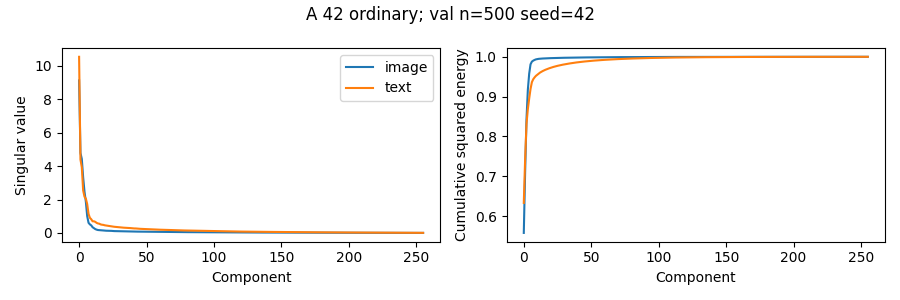 A 42 ordinary; val n=500 seed=42
Singular value
10
8
6
4
2
0
0 50 100 150 200 250
Component
image
text
Cumulative squared energy
1.0
0.9
0.8
0.7
0.6
0 50 100 150 200 250
Component